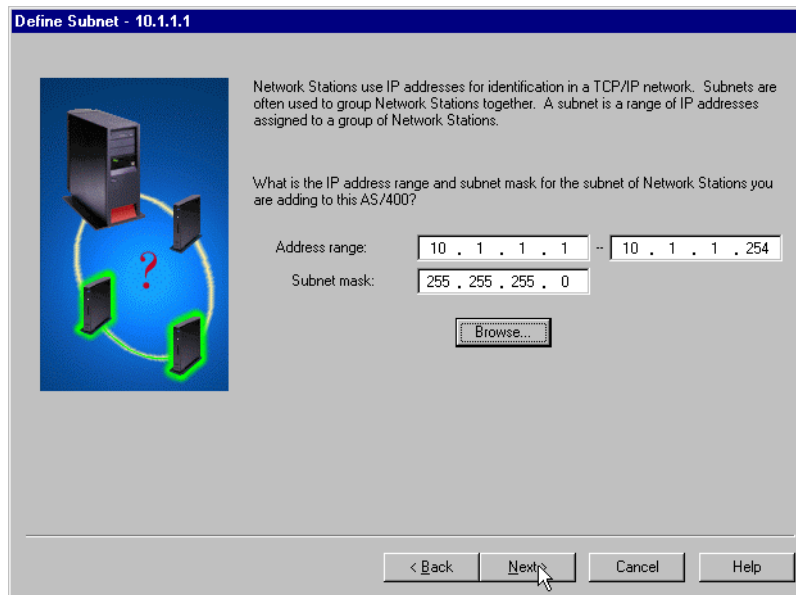 Define Subnet - 10.1.1.1
Network Stations use IP addresses for identification in a TCP/IP network. Subnets are
often used to group Network Stations together. A subnet is a range of IP addresses
assigned to a group of Network Stations.
What is the IP address range and subnet mask for the subnet of Network Stations you
are adding to this AS/400?
Address range: 10 . 1 . 1 . 1 -- 10 . 1 . 1 . 254
Subnet mask: 255 . 255 . 255 . 0
Browse...
?
< Back Next > Cancel Help